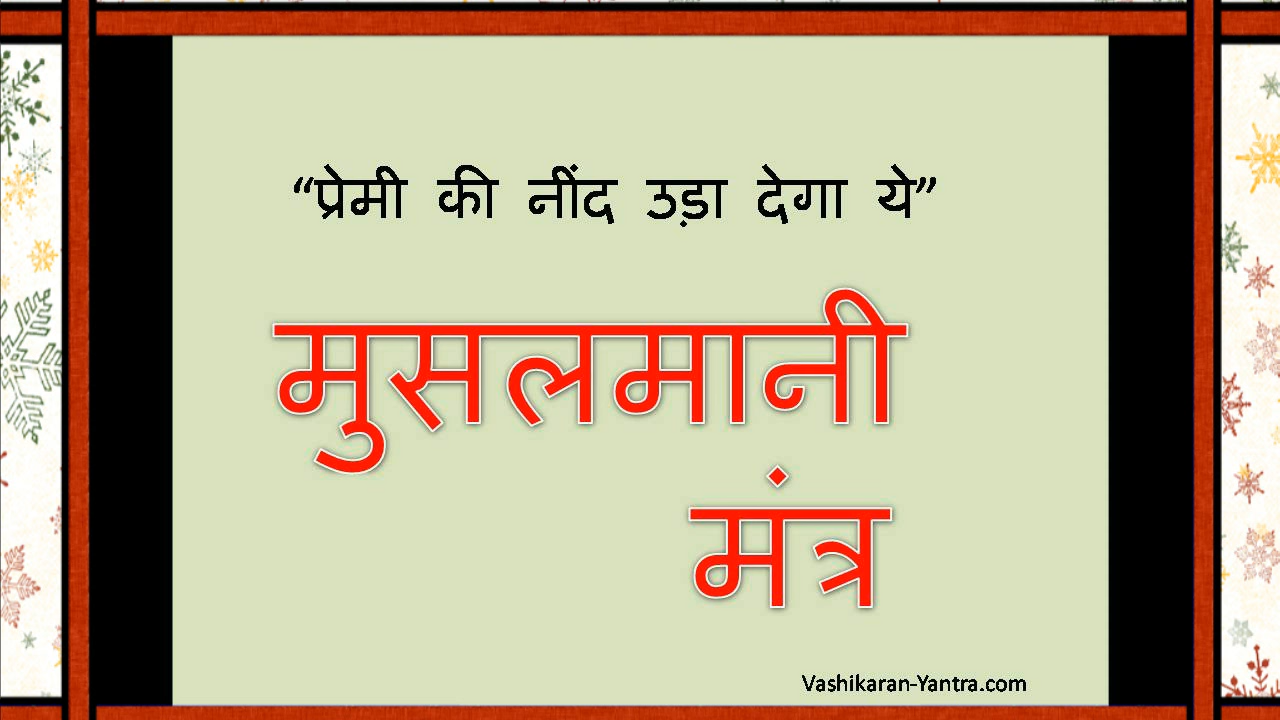 “प्रेमी की नींद उड़ा देगा ये”
मुसलमानी
मंत्र
Vashikaran-Yantra.com